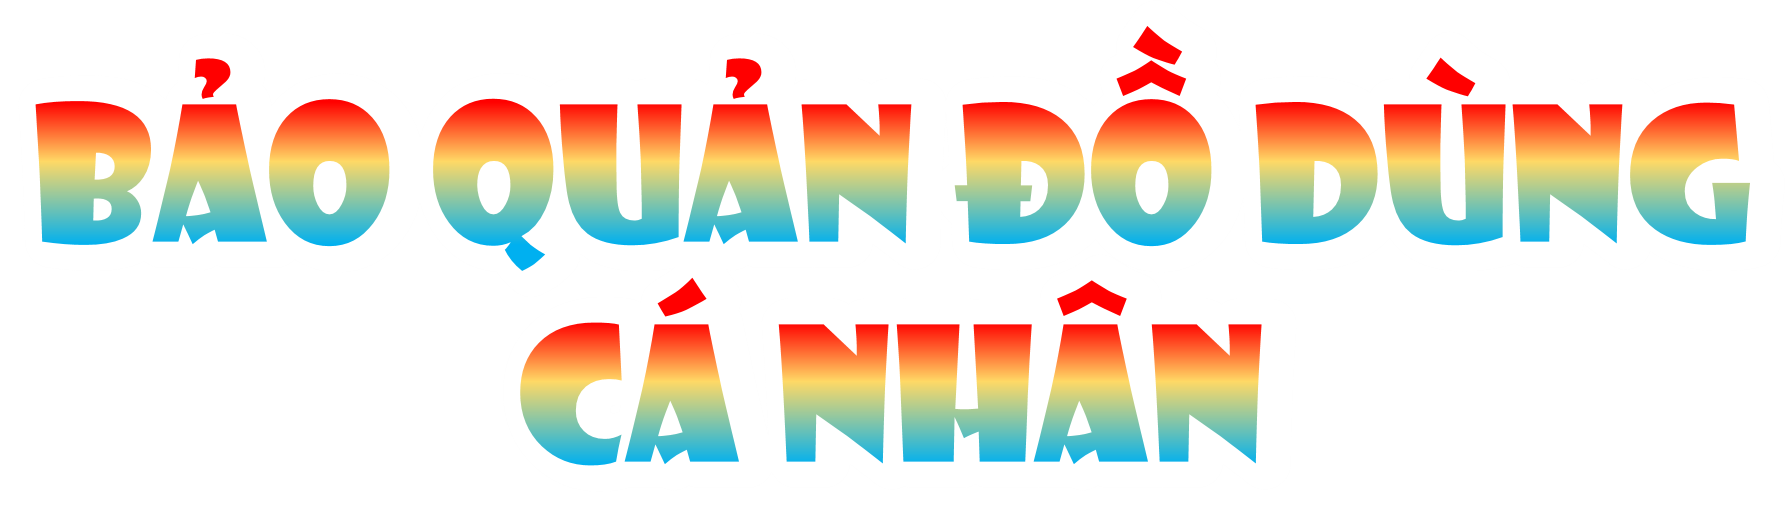 BẢO QUẢN ĐỒ DÙNG
CÁ NHÂN